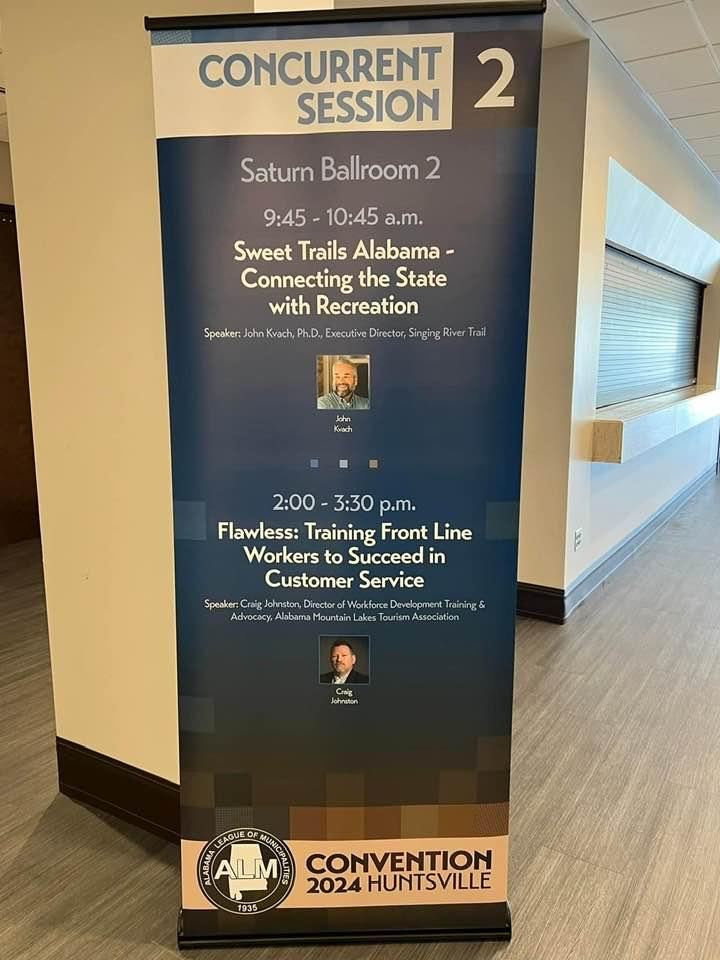 CONCURRENT
SESSION
2
Saturn Ballroom 2
9:45 - 10:45 a.m.
Sweet Trails Alabama -
Connecting the State
with Recreation
Speaker: John Kvach, Ph.D., Executive Director, Singing River Trail
John
Kvach
2:00 - 3:30 p.m.
Flawless: Training Front Line
Workers to Succeed in
Customer Service
Speaker: Craig Johnston, Director of Workforce Development Training &
Advocacy, Alabama Mountain Lakes Tourism Association
Craig
Johnston
ALABAMA LEAGUE OF MUNICIPALITIES
ALM
1935
CONVENTION
2024 HUNTSVILLE